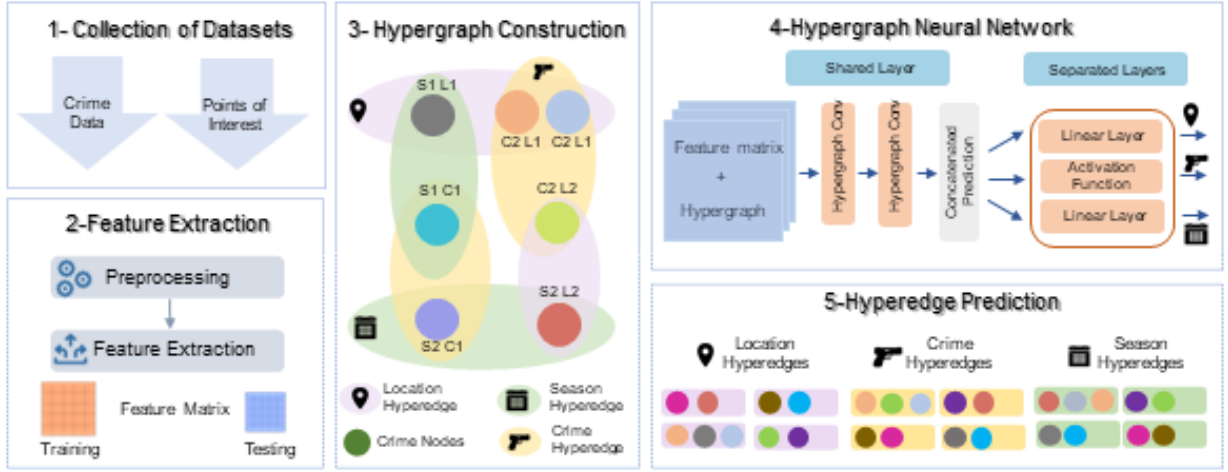 1- Collection of Datasets
Crime
Data
Points of
Interest
2-Feature Extraction
Preprocessing
Feature Extraction
Feature Matrix
Training
Testing
3- Hypergraph Construction
S1 L1
C2 L1
C2 L1
S1 C1
C2 L2
S2 L2
S2 C1
Location
Hyperedge
Season
Hyperedge
Crime Nodes
Crime
Hyperedge
4-Hypergraph Neural Network
Shared Layer
Separated Layers
Feature matrix
+
Hypergraph
Hypergraph Conv
Hypergraph Conv
Concatenated
Prediction
Linear Layer
Activation
Function
Linear Layer
5-Hyperedge Prediction
Location
Hyperedges
Crime
Hyperedges
Season
Hyperedges